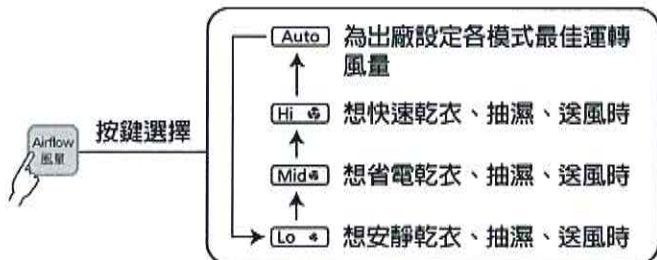 Auto 為出廠設定各模式最佳運轉
風量
Hi 想快速乾衣、抽濕、送風時
Airflow
風量
按鍵選擇
Mid 想省電乾衣、抽濕、送風時
Lo 想安靜乾衣、抽濕、送風時